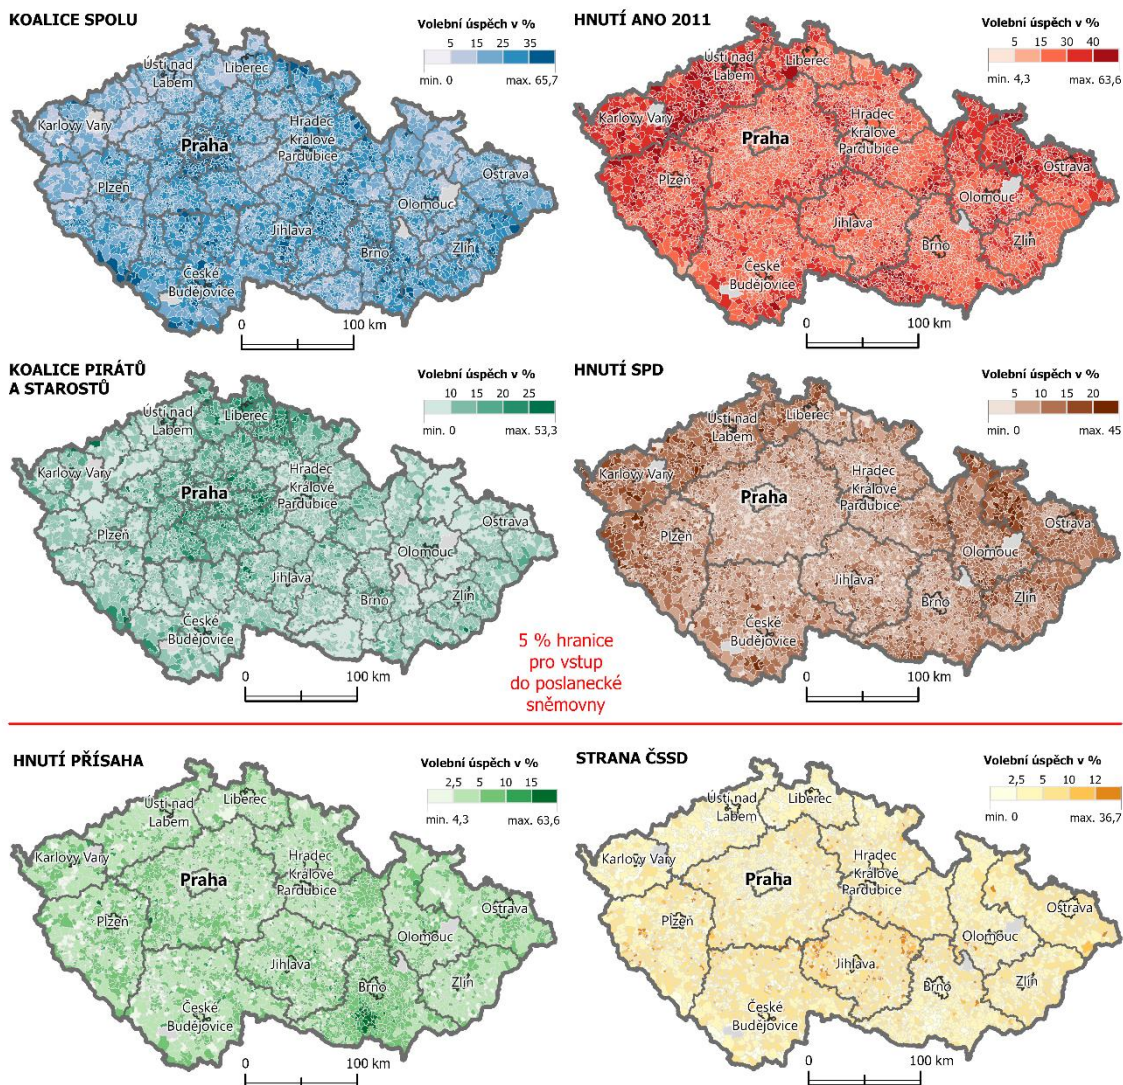 KOALICE SPOLU
Volební úspěch v %
5 15 25 35
min. 0 max. 65,7
Ústí nad
Labem
Liberec
Karlovy Vary
Praha
Hradec
Králové
Pardubice
Plzeň
Ostrava
Olomouc
Jihlava
Brno
Zlín
České
Budějovice
0 100 km
HNUTÍ ANO 2011
Volební úspěch v %
5 15 30 40
min. 4,3 max. 63,6
Ústí nad
Labem
Liberec
Karlovy Vary
Praha
Hradec
Králové
Pardubice
Plzeň
Ostrava
Olomouc
Jihlava
Brno
Zlín
České
Budějovice
0 100 km
KOALICE PIRÁTŮ
A STAROSTŮ
Volební úspěch v %
10 15 20 25
min. 0 max. 53,3
Ústí nad
Labem
Liberec
Karlovy Vary
Praha
Hradec
Králové
Pardubice
Plzeň
Ostrava
Olomouc
Jihlava
Brno
Zlín
České
Budějovice
0 100 km
HNUTÍ SPD
Volební úspěch v %
5 10 15 20
min. 0 max. 45
Ústí nad
Labem
Liberec
Karlovy Vary
Praha
Hradec
Králové
Pardubice
Plzeň
Ostrava
Olomouc
Jihlava
Brno
Zlín
České
Budějovice
0 100 km
5 % hranice
pro vstup
do poslanecké
sněmovny
HNUTÍ PŘÍSAHA
Volební úspěch v %
2,5 5 10 15
min. 4,3 max. 63,6
Ústí nad
Labem
Liberec
Karlovy Vary
Praha
Hradec
Králové
Pardubice
Plzeň
Ostrava
Olomouc
Jihlava
Brno
Zlín
České
Budějovice
0 100 km
STRANA ČSSD
Volební úspěch v %
2,5 5 10 12
min. 0 max. 36,7
Ústí nad
Labem
Liberec
Karlovy Vary
Praha
Hradec
Králové
Pardubice
Plzeň
Ostrava
Olomouc
Jihlava
Brno
Zlín
České
Budějovice
0 100 km